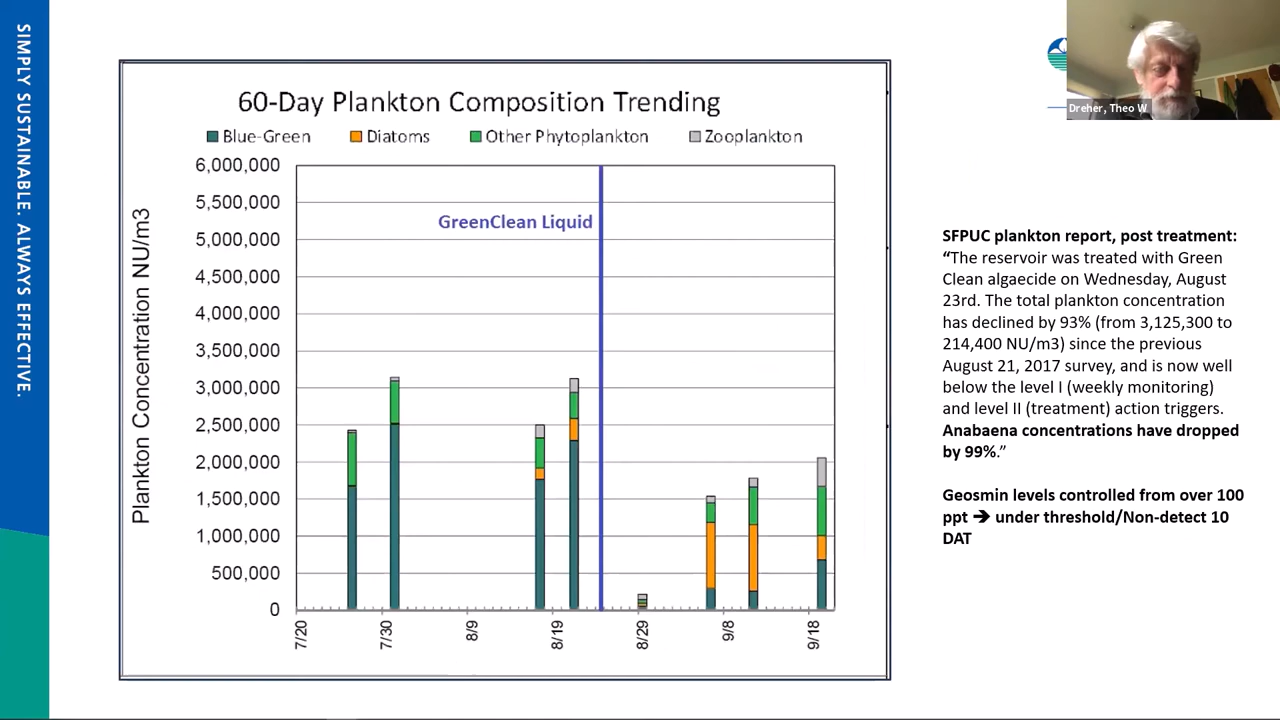 SIMPLY SUSTAINABLE. ALWAYS EFFECTIVE.
60-Day Plankton Composition Trending
Blue-Green Diatoms Other Phytoplankton Zooplankton
Plankton Concentration NU/m3
6,000,000
5,500,000
5,000,000
4,500,000
4,000,000
3,500,000
3,000,000
2,500,000
2,000,000
1,500,000
1,000,000
500,000
0
GreenClean Liquid
7/20 7/30 8/9 8/19 8/29 9/8 9/18
Dreher, Theo W
SFPUC plankton report, post treatment:
“The reservoir was treated with Green
Clean algaecide on Wednesday, August
23rd. The total plankton concentration
has declined by 93% (from 3,125,300 to
214,400 NU/m3) since the previous
August 21, 2017 survey, and is now well
below the level I (weekly monitoring)
and level II (treatment) action triggers.
Anabaena concentrations have dropped
by 99%.”
Geosmin levels controlled from over 100
ppt ➔ under threshold/Non-detect 10
DAT